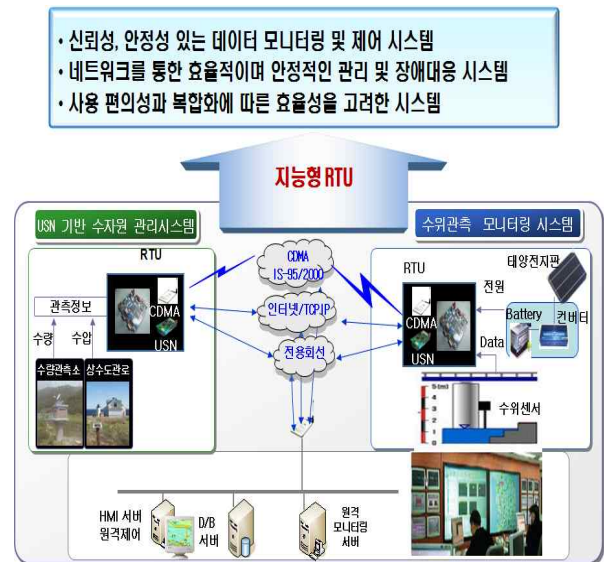 • 신뢰성, 안정성 있는 데이터 모니터링 및 제어 시스템
• 네트워크를 통한 효율적이며 안정적인 관리 및 장애대응 시스템
• 사용 편의성과 복합화에 따른 효율성을 고려한 시스템
지능형 RTU
USN 기반 수자원 관리시스템
RTU
CDMA
USN
관측정보
수량
수압
수량관측소
상수도관로
CDMA
IS-95/2000
인터넷/TCP.IP
전용회선
수위관측 모니터링 시스템
RTU
CDMA
USN
태양전지판
전원
Battery
컨버터
Data
5(m)
4
3
2
1
0
수위센서
HMI 서버
원격제어
D/B
서버
원격
모니터링
서버